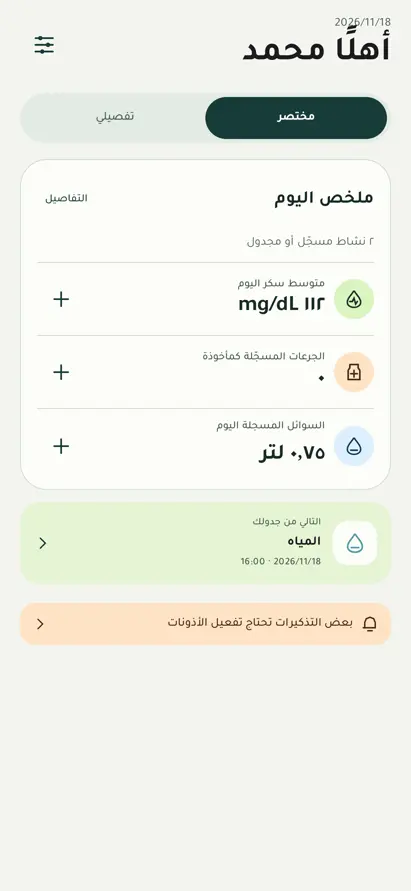 2026/11/18
أهلًا محمد
مختصر
تفصيلي
ملخص اليوم
التفاصيل
٢ نشاط مسجّل أو مجدول
متوسط سكر اليوم
١١٢ mg/dL
الجرعات المسجّلة كمأخوذة
٠
السوائل المسجلة اليوم
٠,٧٥ لتر
التالي من جدولك
المياه
2026/11/18 · 16:00
بعض التذكيرات تحتاج تفعيل الأذونات